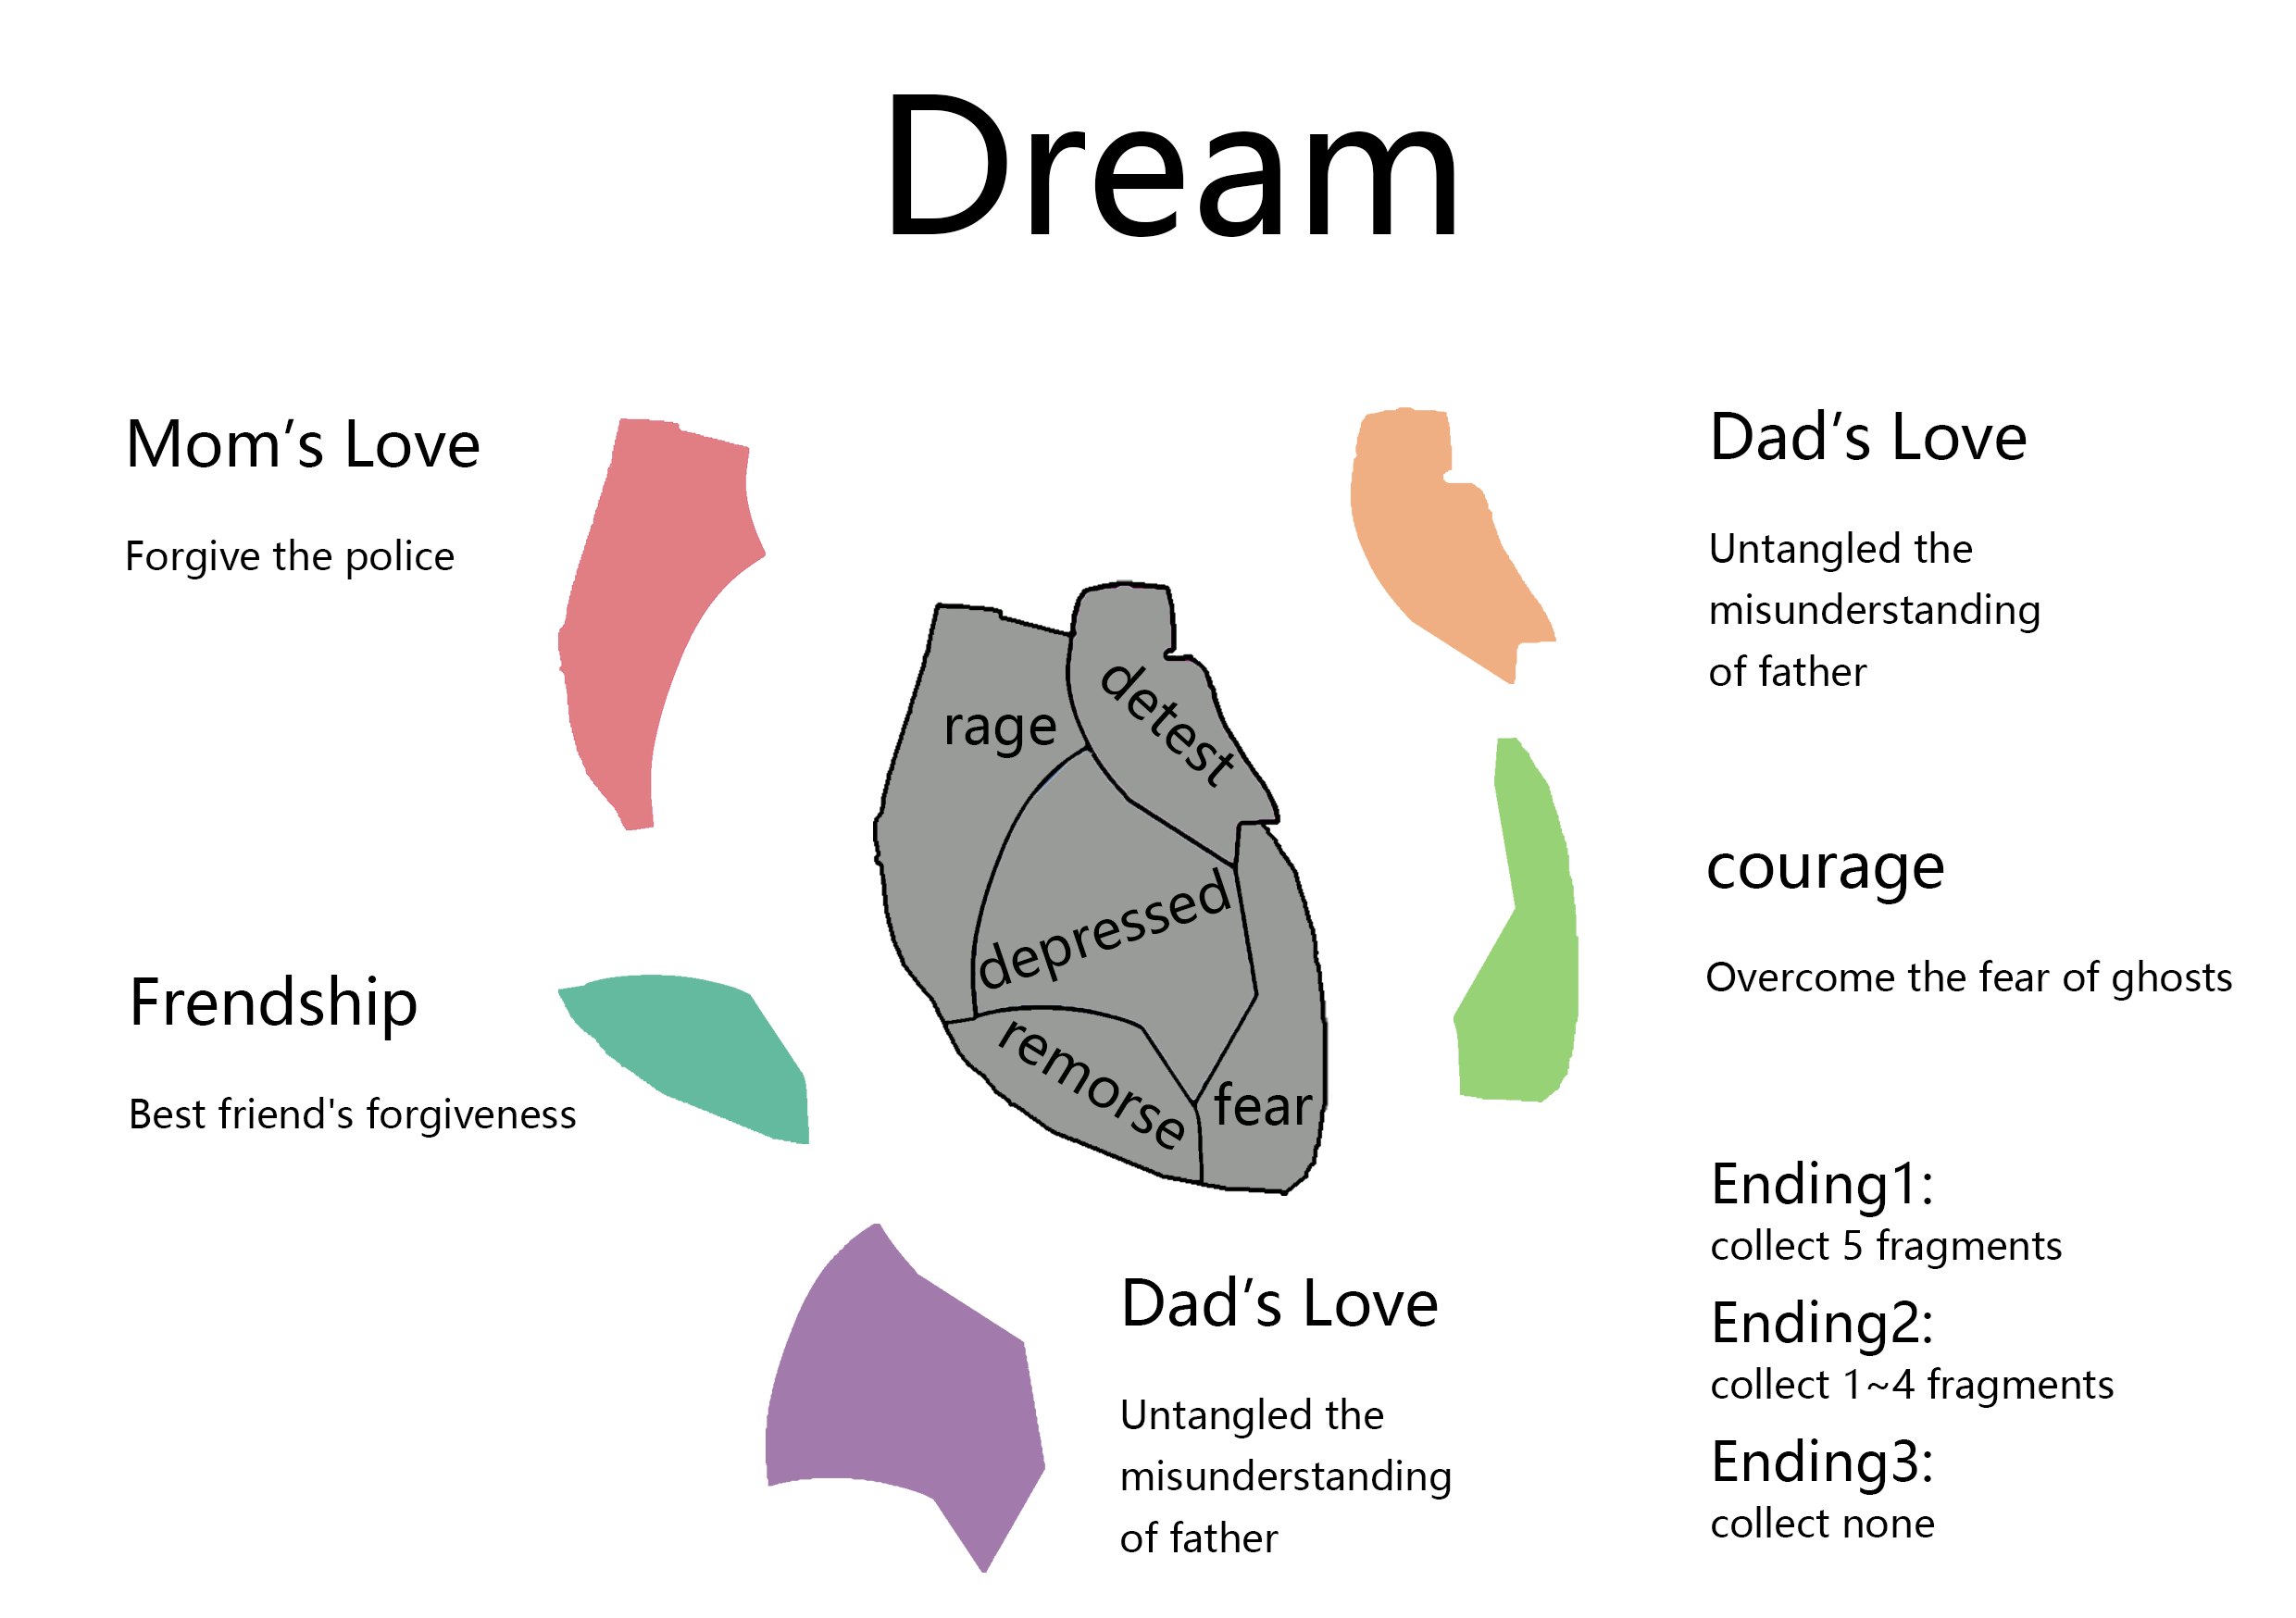 Dream
Mom's Love
Forgive the police
Dad's Love
Untangled the
misunderstanding
of father
rage
detest
depressed
remorse
fear
courage
Overcome the fear of ghosts
Frendship
Best friend's forgiveness
Dad's Love
Untangled the
misunderstanding
of father
Ending1:
collect 5 fragments
Ending2:
collect 1~4 fragments
Ending3:
collect none